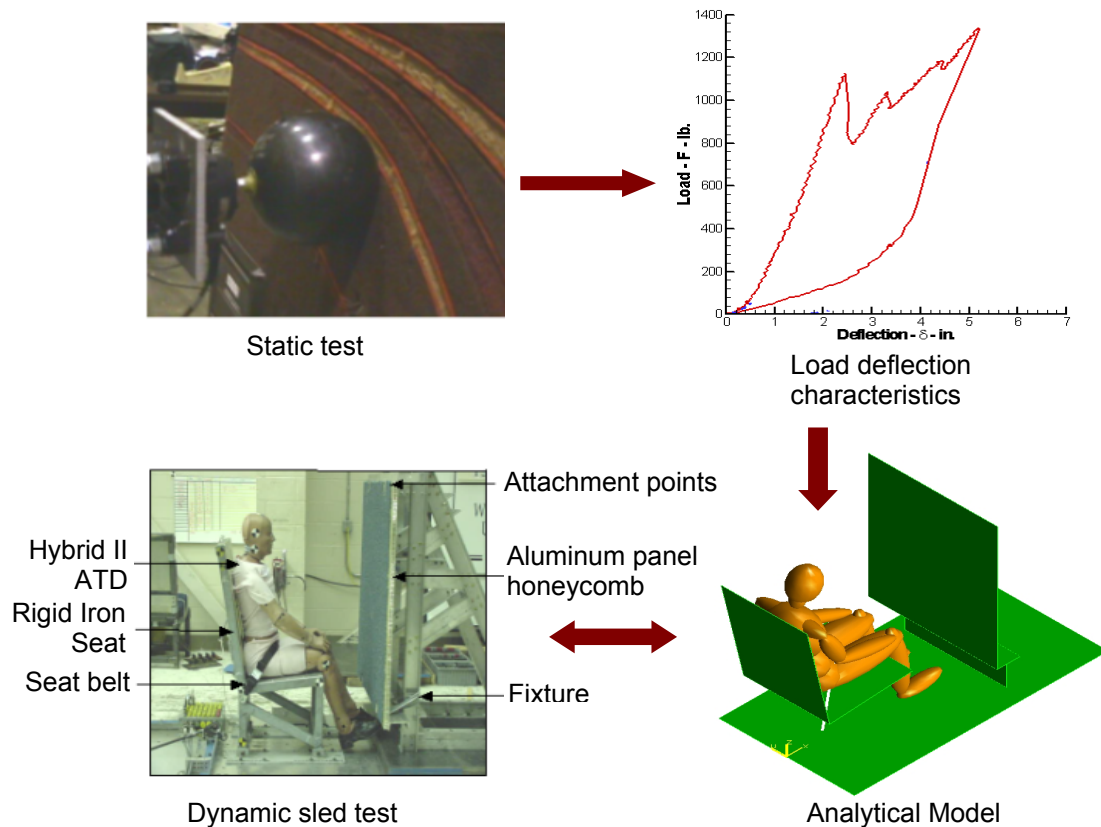 Static test
1400
1200
1000
800
600
400
200
0
Load - F - lb.
0 1 2 3 4 5 6 7
Deflection - δ - in.
Load deflection
characteristics
Hybrid II
ATD
Rigid Iron
Seat
Seat belt
Attachment points
Aluminum panel
honeycomb
Fixture
Dynamic sled test
Z
X
Analytical Model